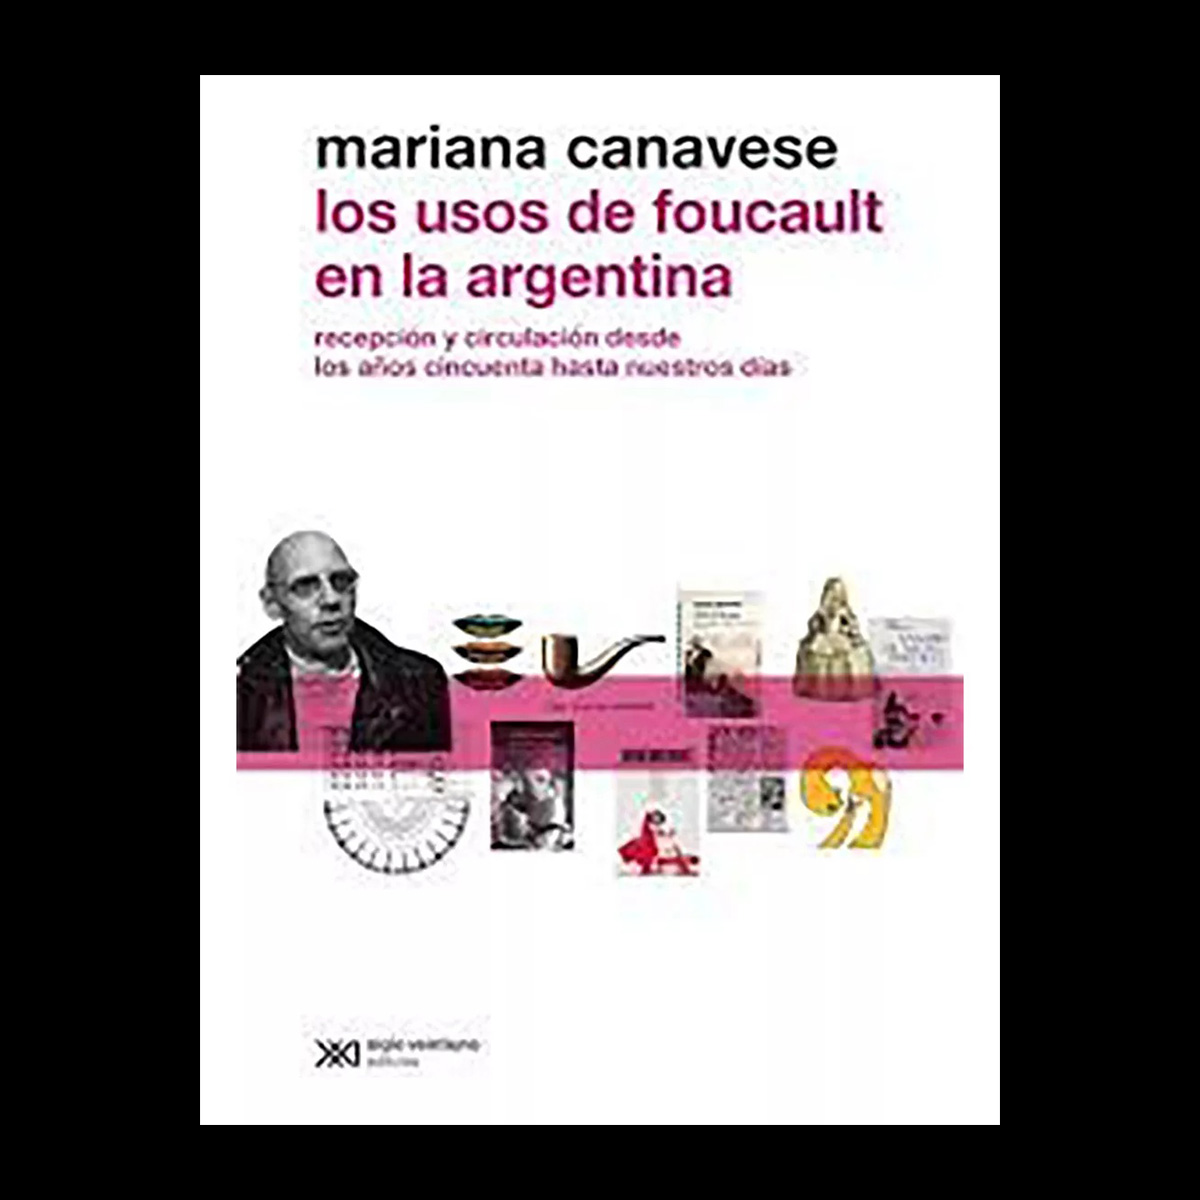 mariana canavese
los usos de foucault
en la argentina
recepción y circulación desde
los años cincuenta hasta nuestros días
siglo veintiuno
editores